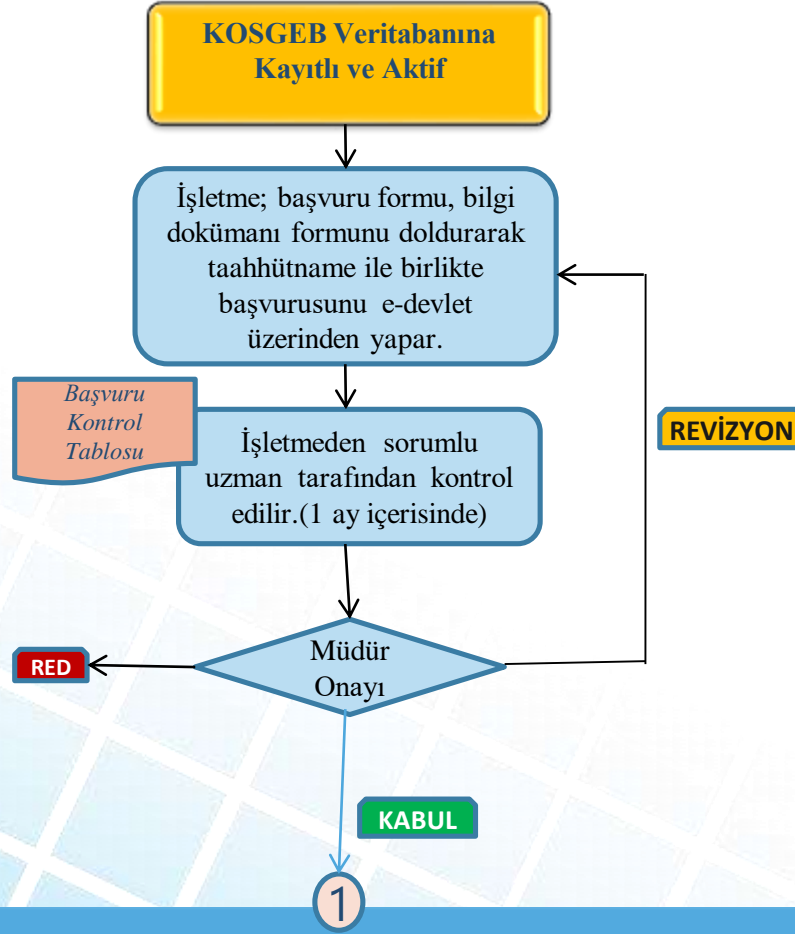 KOSGEB Veritabanına
Kayıtlı ve Aktif
İşletme; başvuru formu, bilgi
dokümanı formunu doldurarak
taahhütname ile birlikte
başvurusunu e-devlet
üzerinden yapar.
Başvuru
Kontrol
Tablosu
İşletmeden sorumlu
uzman tarafından kontrol
edilir.(1 ay içerisinde)
REVİZYON
Müdür
Onayı
RED
KABUL
1